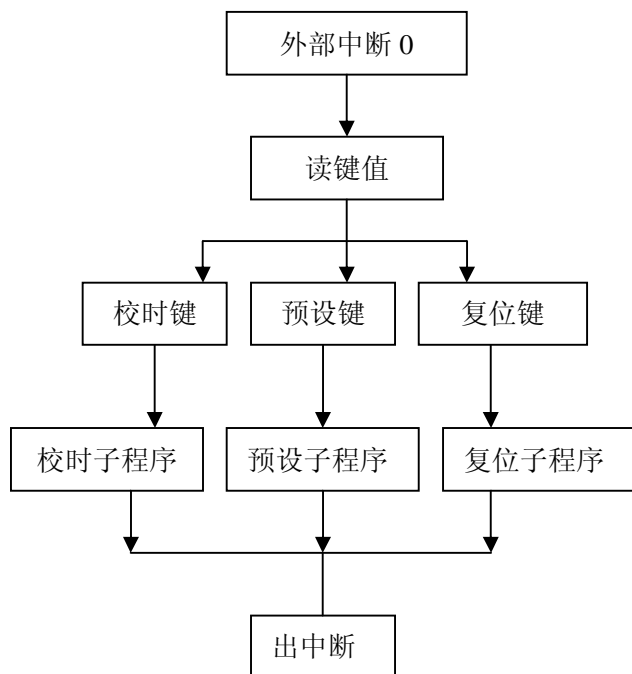 外部中断 0
读键值
校时键
预设键
复位键
校时子程序
预设子程序
复位子程序
出中断